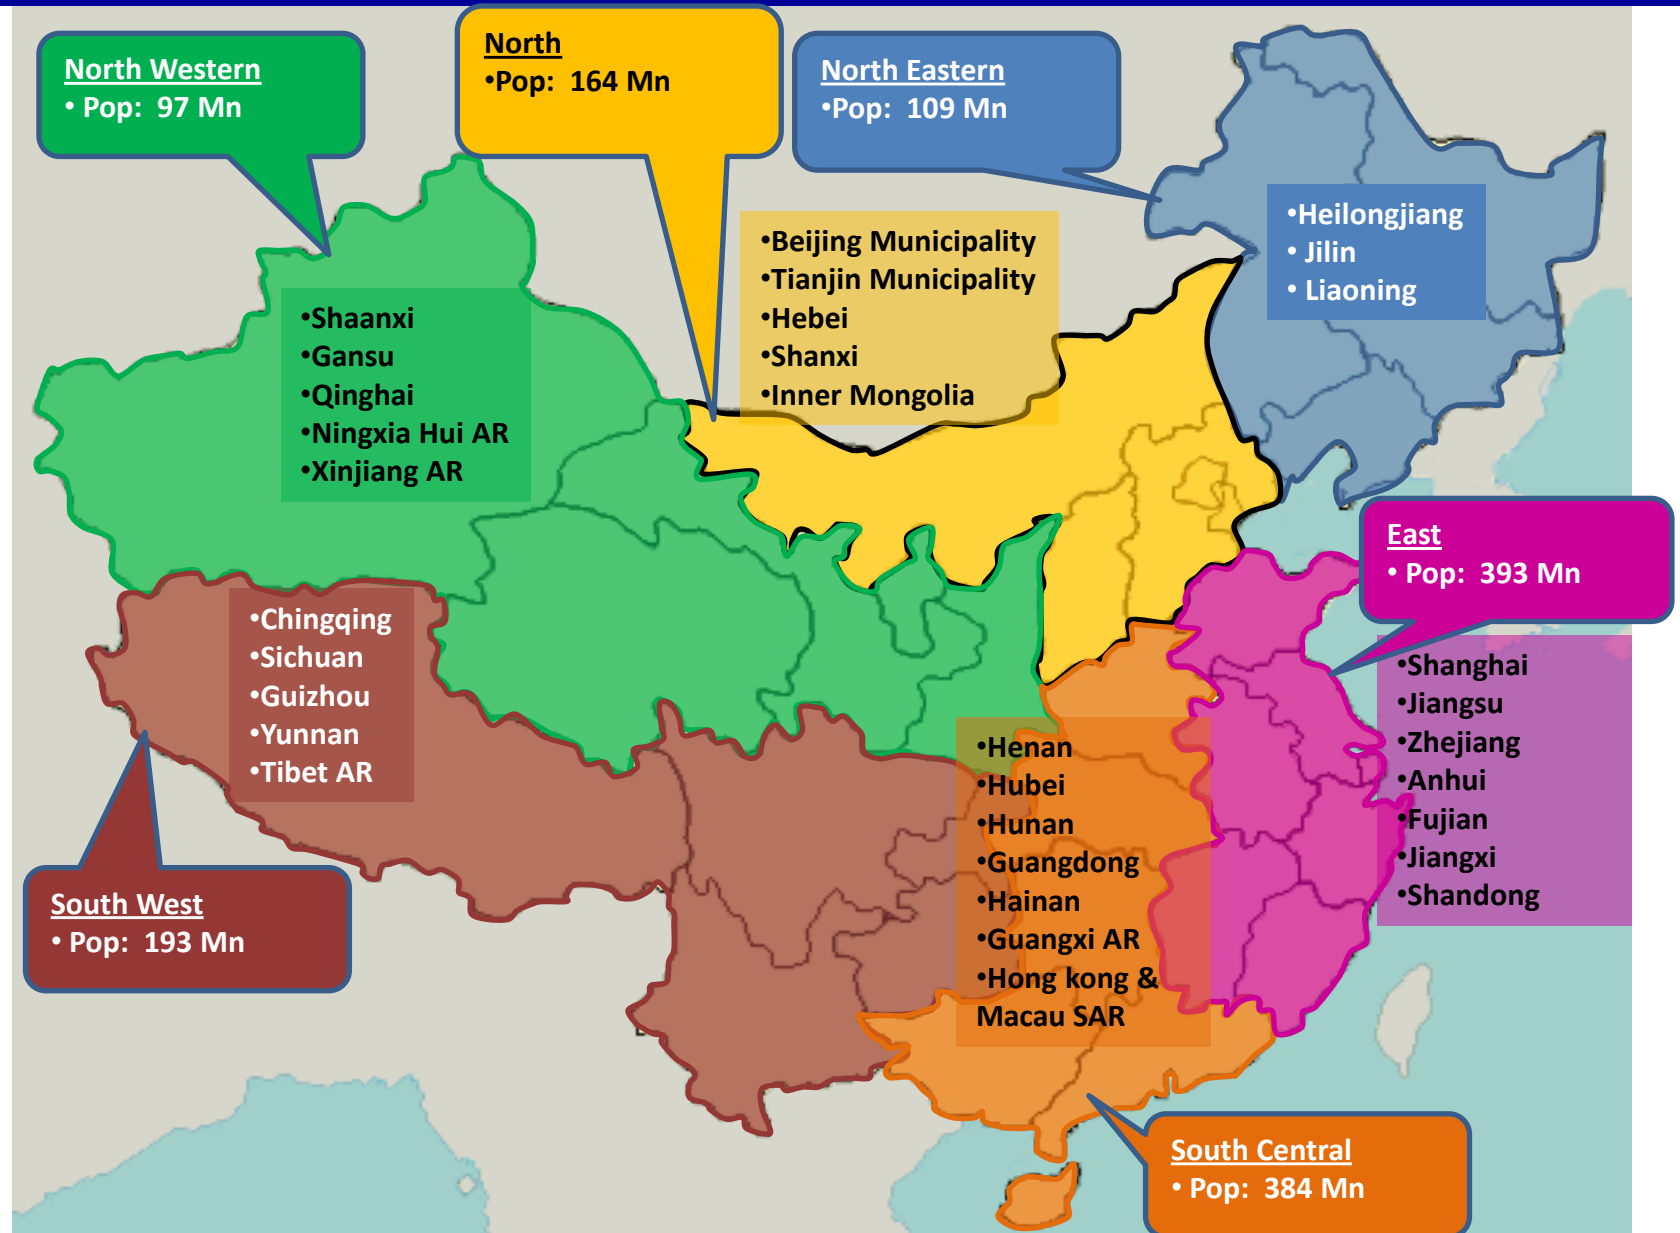 North Western
• Pop: 97 Mn
North
•Pop: 164 Mn
North Eastern
•Pop: 109 Mn
•Heilongjiang
• Jilin
• Liaoning
•Beijing Municipality
•Tianjin Municipality
•Hebei
•Shanxi
•Inner Mongolia
•Shaanxi
•Gansu
•Qinghai
•Ningxia Hui AR
•Xinjiang AR
East
• Pop: 393 Mn
•Chingqing
•Sichuan
•Guizhou
•Yunnan
•Tibet AR
•Shanghai
•Jiangsu
•Zhejiang
•Anhui
•Fujian
•Jiangxi
•Shandong
•Henan
•Hubei
•Hunan
•Guangdong
•Hainan
•Guangxi AR
•Hong kong &
Macau SAR
South West
• Pop: 193 Mn
South Central
• Pop: 384 Mn